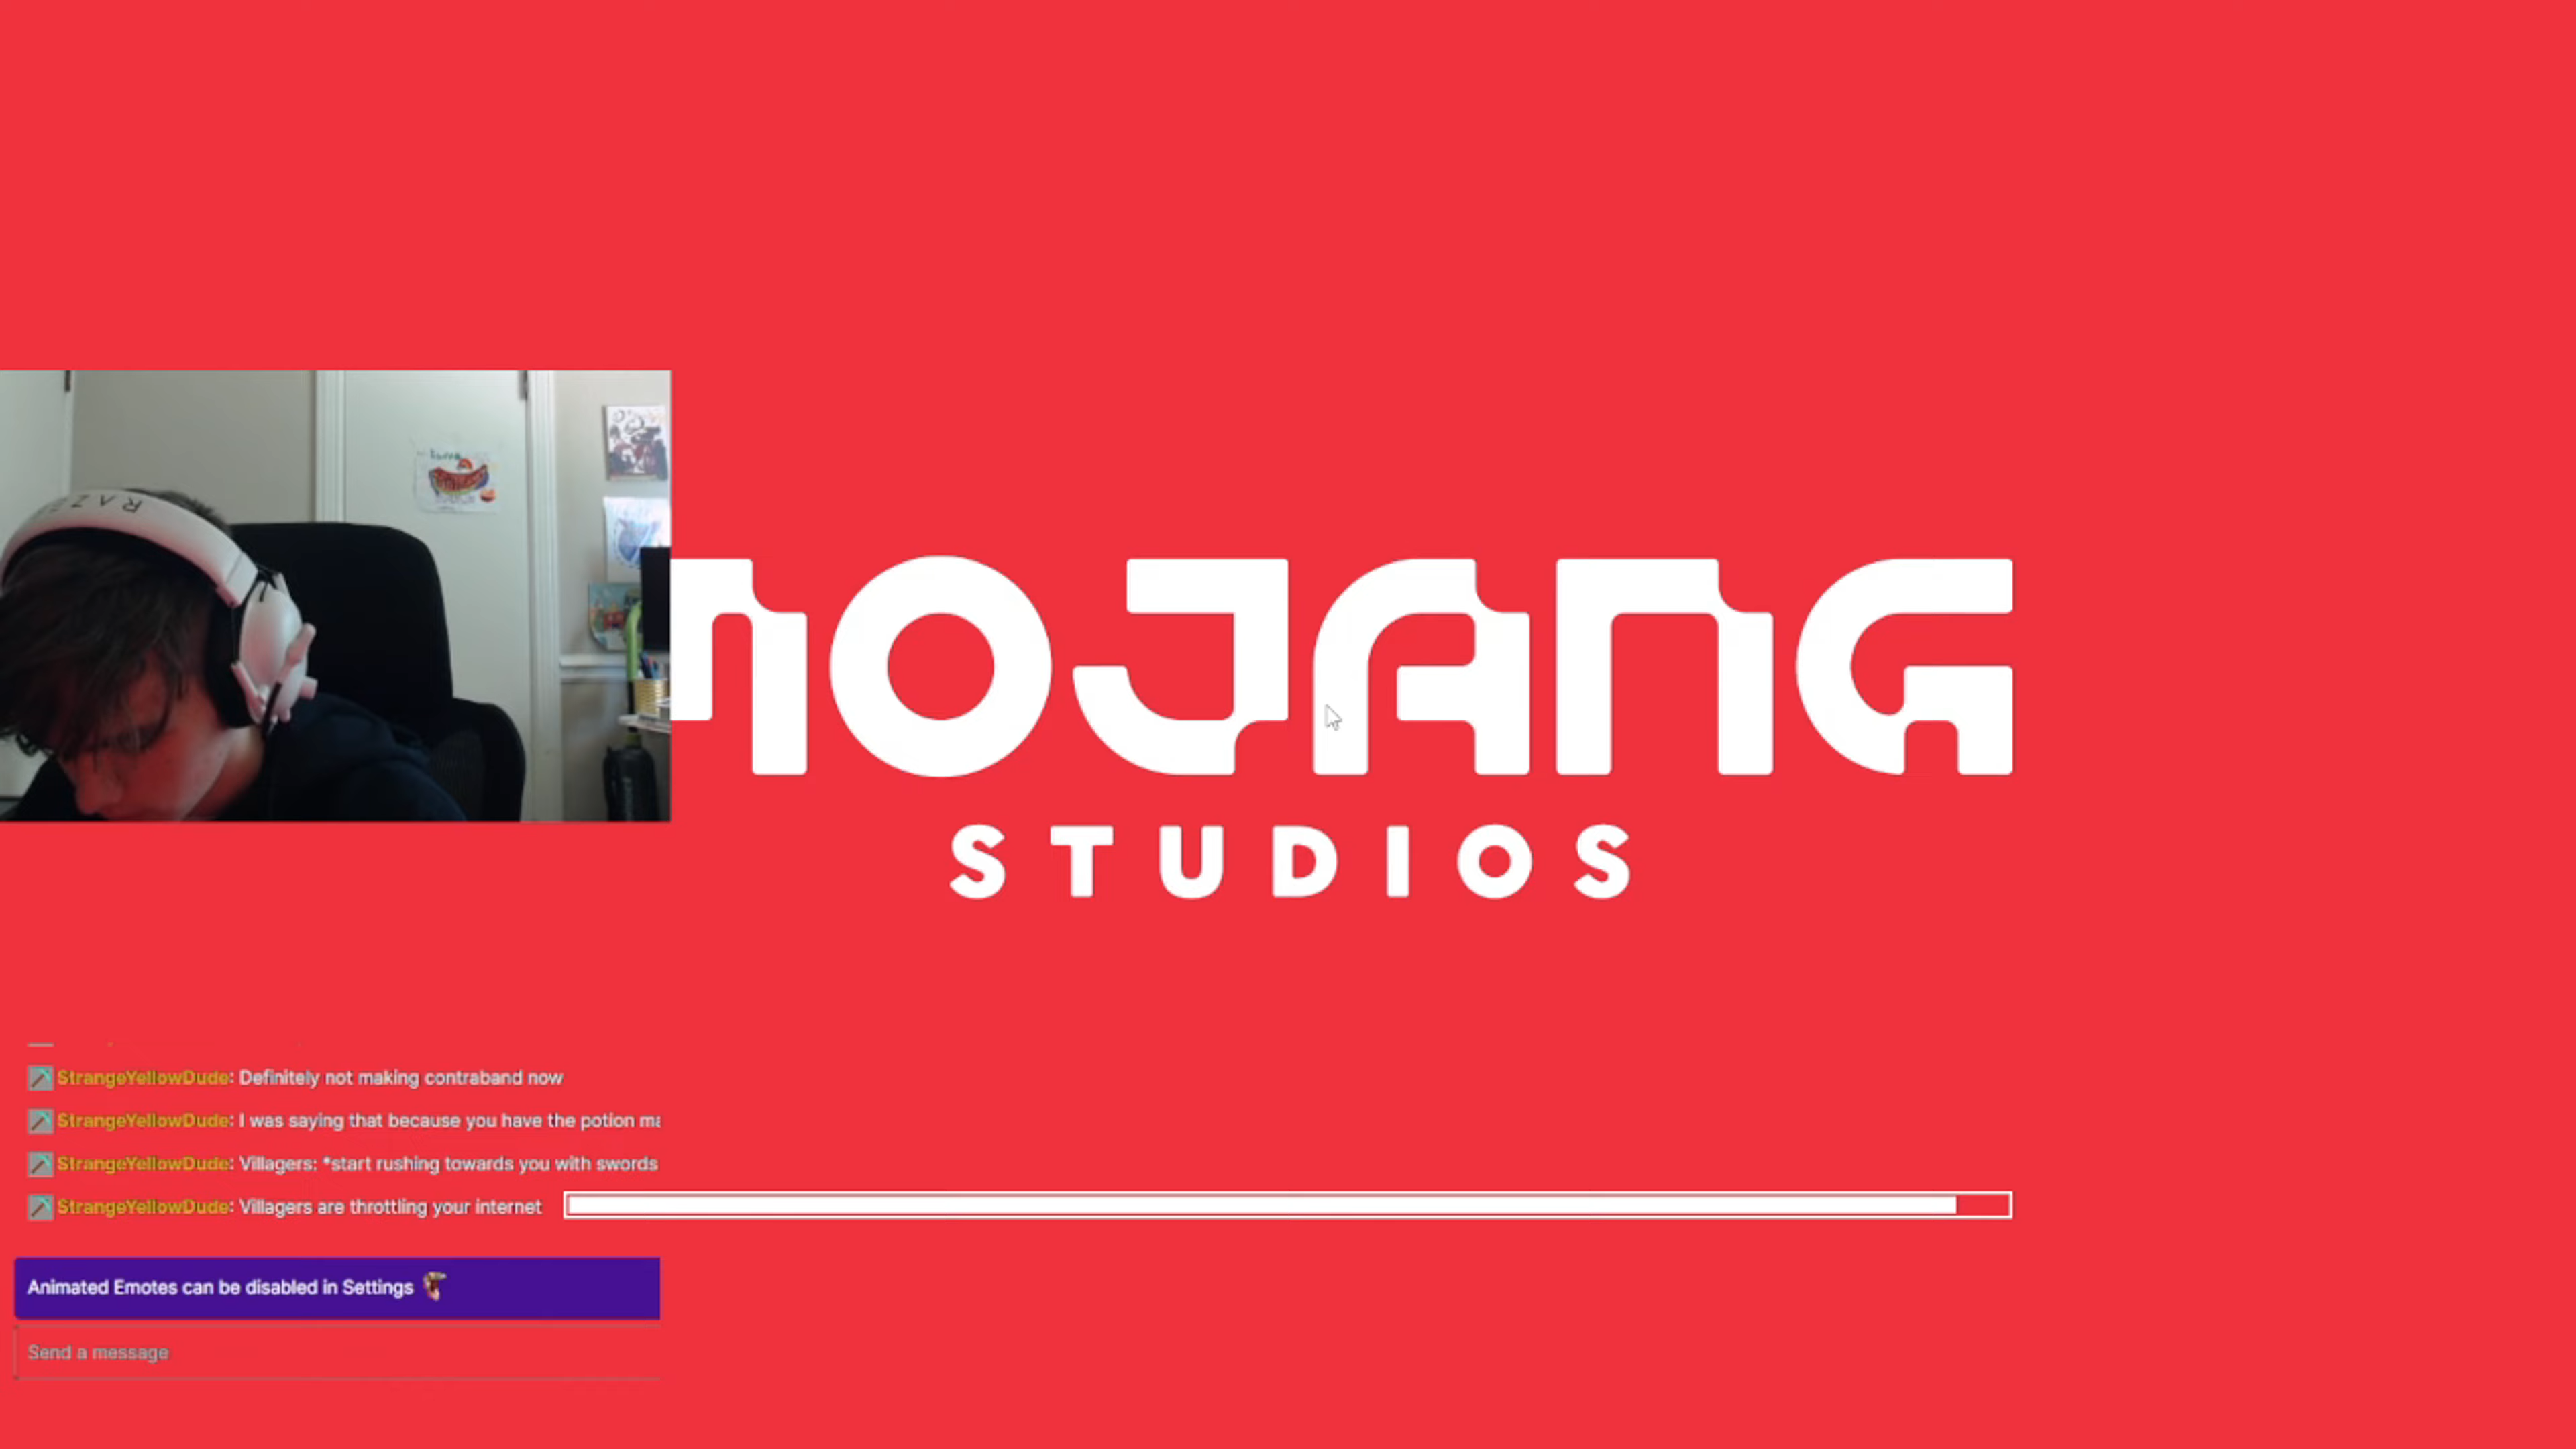 RAZ
MOJANG
STUDIOS
StrangeYellowDude: Definitely not making contraband now
StrangeYellowDude: I was saying that because you have the potion ma
StrangeYellowDude: Villagers: *start rushing towards you with swords
StrangeYellowDude: Villagers are throttling your internet
Animated Emotes can be disabled in Settings
Send a message